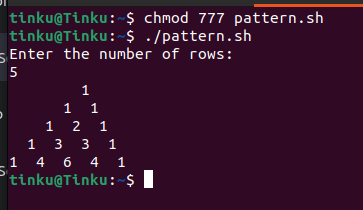 tinku@Tinku:~$ chmod 777 pattern.sh
tinku@Tinku:~$ ./pattern.sh
Enter the number of rows:
5
        1
      1   1
    1   2   1
  1   3   3   1
1   4   6   4   1
tinku@Tinku:~$